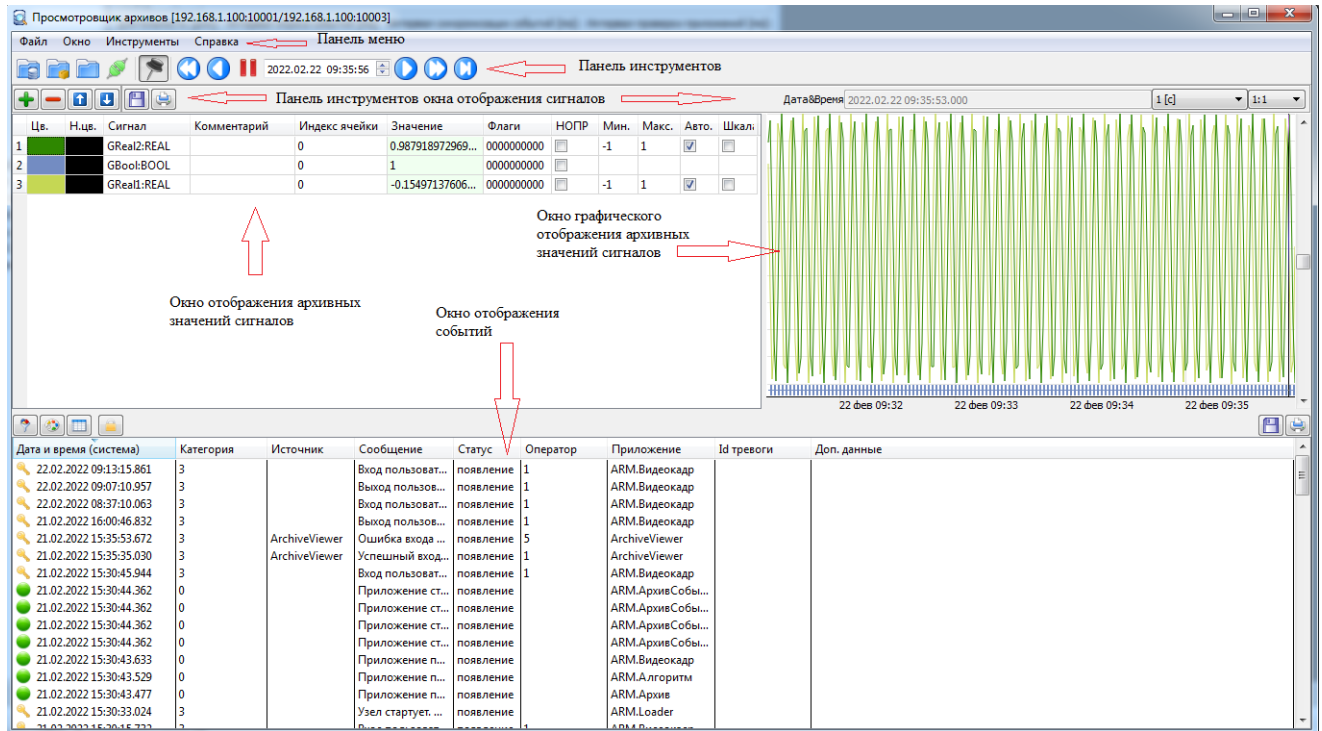 Просмотровщик архивов [192.168.1.100:10001/192.168.1.100:10003]
Файл Окно Инструменты Справка Панель меню
2022.02.22 09:35:56 Панель инструментов
Панель инструментов окна отображения сигналов Дата&Время 2022.02.22 09:35:53.000 1 [с] 1:1
Цв. Н.цв. Сигнал Комментарий Индекс ячейки Значение Флаги НОПР Мин. Макс. Авто. Шкал
1 GReal2:REAL 0 0.987918972969... 0000000000 -1 1
2 GBool:BOOL 0 1 0000000000
3 GReal1:REAL 0 -0.15497137606... 0000000000 -1 1
Окно графического
отображения архивных
значений сигналов
Окно отображения архивных
значений сигналов
Окно отображения
событий
22 фев 09:32 22 фев 09:33 22 фев 09:34 22 фев 09:35
Дата и время (система) Категория Источник Сообщение Статус Оператор Приложение Id тревоги Доп. данные
22.02.2022 09:13:15.861 3 Вход пользоват... появление 1 ARM.Видеокадр
22.02.2022 09:07:10.957 3 Выход пользов... появление 1 ARM.Видеокадр
22.02.2022 08:37:10.063 3 Вход пользоват... появление 1 ARM.Видеокадр
21.02.2022 16:00:46.832 3 Выход пользов... появление 1 ARM.Видеокадр
21.02.2022 15:35:53.672 3 ArchiveViewer Ошибка входа ... появление 5 ArchiveViewer
21.02.2022 15:35:35.030 3 ArchiveViewer Успешный вход... появление 1 ArchiveViewer
21.02.2022 15:30:45.944 3 Вход пользоват... появление 1 ARM.Видеокадр
21.02.2022 15:30:44.362 0 Приложение ст... появление ARM.АрхивСобы...
21.02.2022 15:30:44.362 0 Приложение ст... появление ARM.АрхивСобы...
21.02.2022 15:30:44.362 0 Приложение ст... появление ARM.АрхивСобы...
21.02.2022 15:30:44.362 0 Приложение ст... появление ARM.АрхивСобы...
21.02.2022 15:30:43.633 0 Приложение п... появление ARM.Видеокадр
21.02.2022 15:30:43.529 0 Приложение п... появление ARM.Алгоритм
21.02.2022 15:30:43.477 0 Приложение п... появление ARM.Архив
21.02.2022 15:30:33.024 3 Узел стартует. ... появление ARM.Loader